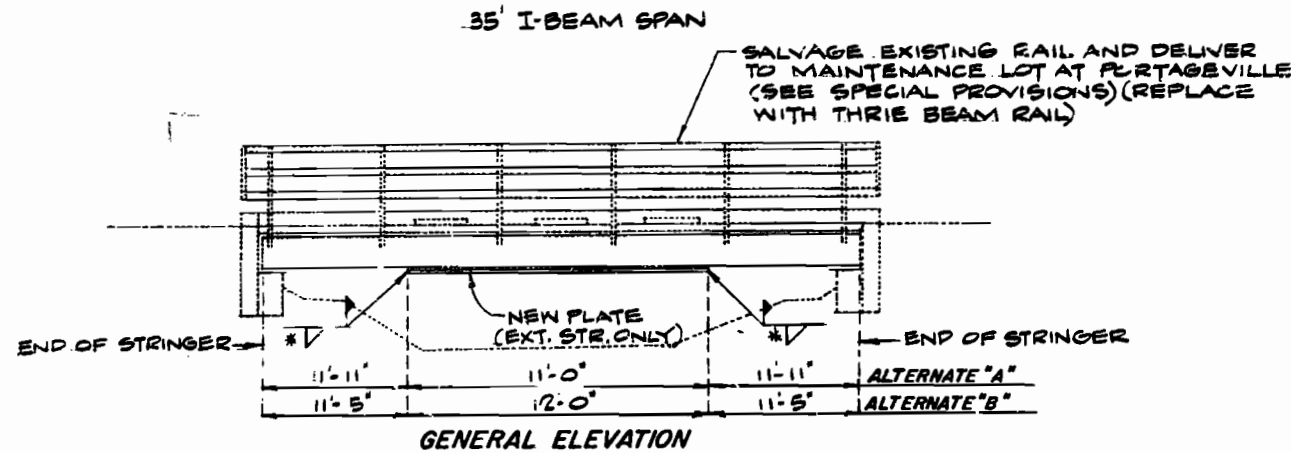 35' I-BEAM SPAN
SALVAGE EXISTING RAIL AND DELIVER
TO MAINTENANCE LOT AT PORTAGEVILLE
(SEE SPECIAL PROVISIONS)(REPLACE
WITH THRIE BEAM RAIL)
NEW PLATE
(EXT. STR. ONLY)
END OF STRINGER
*
*
END OF STRINGER
11'-11" 11'-0" 11'-11" ALTERNATE "A"
11'-5" 12'-0" 11'-5" ALTERNATE "B"
GENERAL ELEVATION